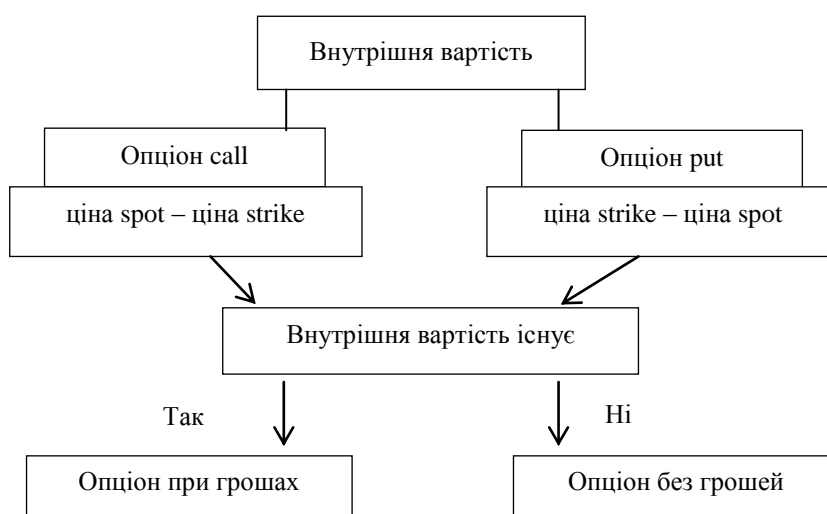 Внутрішня вартість
Опціон call
Опціон put
ціна spot – ціна strike
ціна strike – ціна spot
Внутрішня вартість існує
Так
Ні
Опціон при грошах
Опціон без грошей